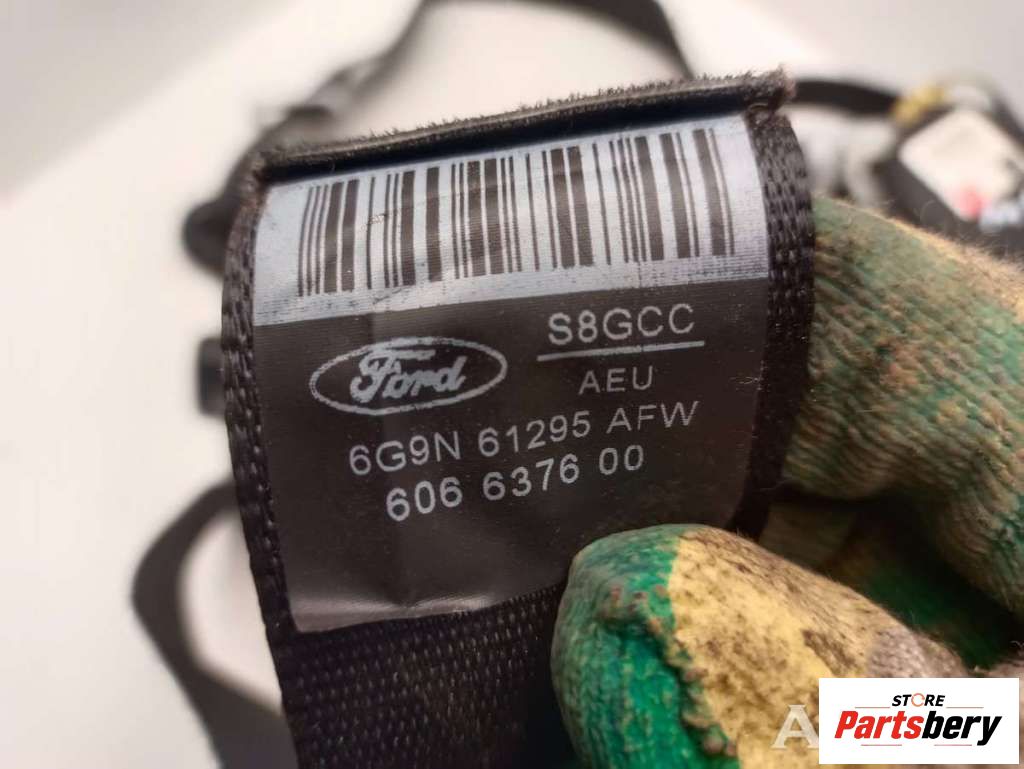 Ford
S8GCC
AEU
6G9N 61295 AFW
606 6376 00
STORE
Partsbery